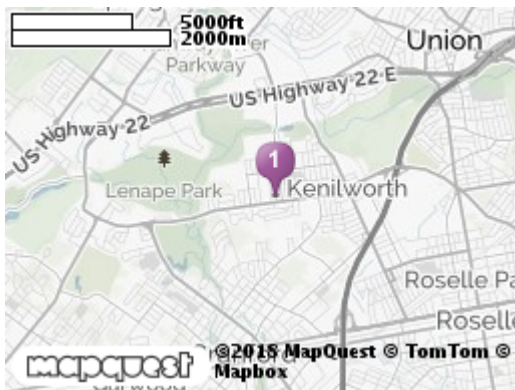 5000ft
2000m
Parkway
Union
US Highway 22 E
US Highway 22
1
Lenape Park
Kenilworth
Roselle Pa
Roselle
mapquest
©2018 MapQuest © TomTom ©
Mapbox